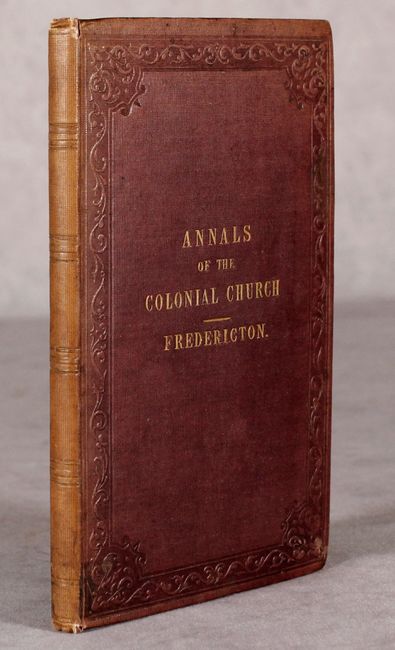 ANNALS
OF THE
COLONIAL CHURCH
FREDERICTON.